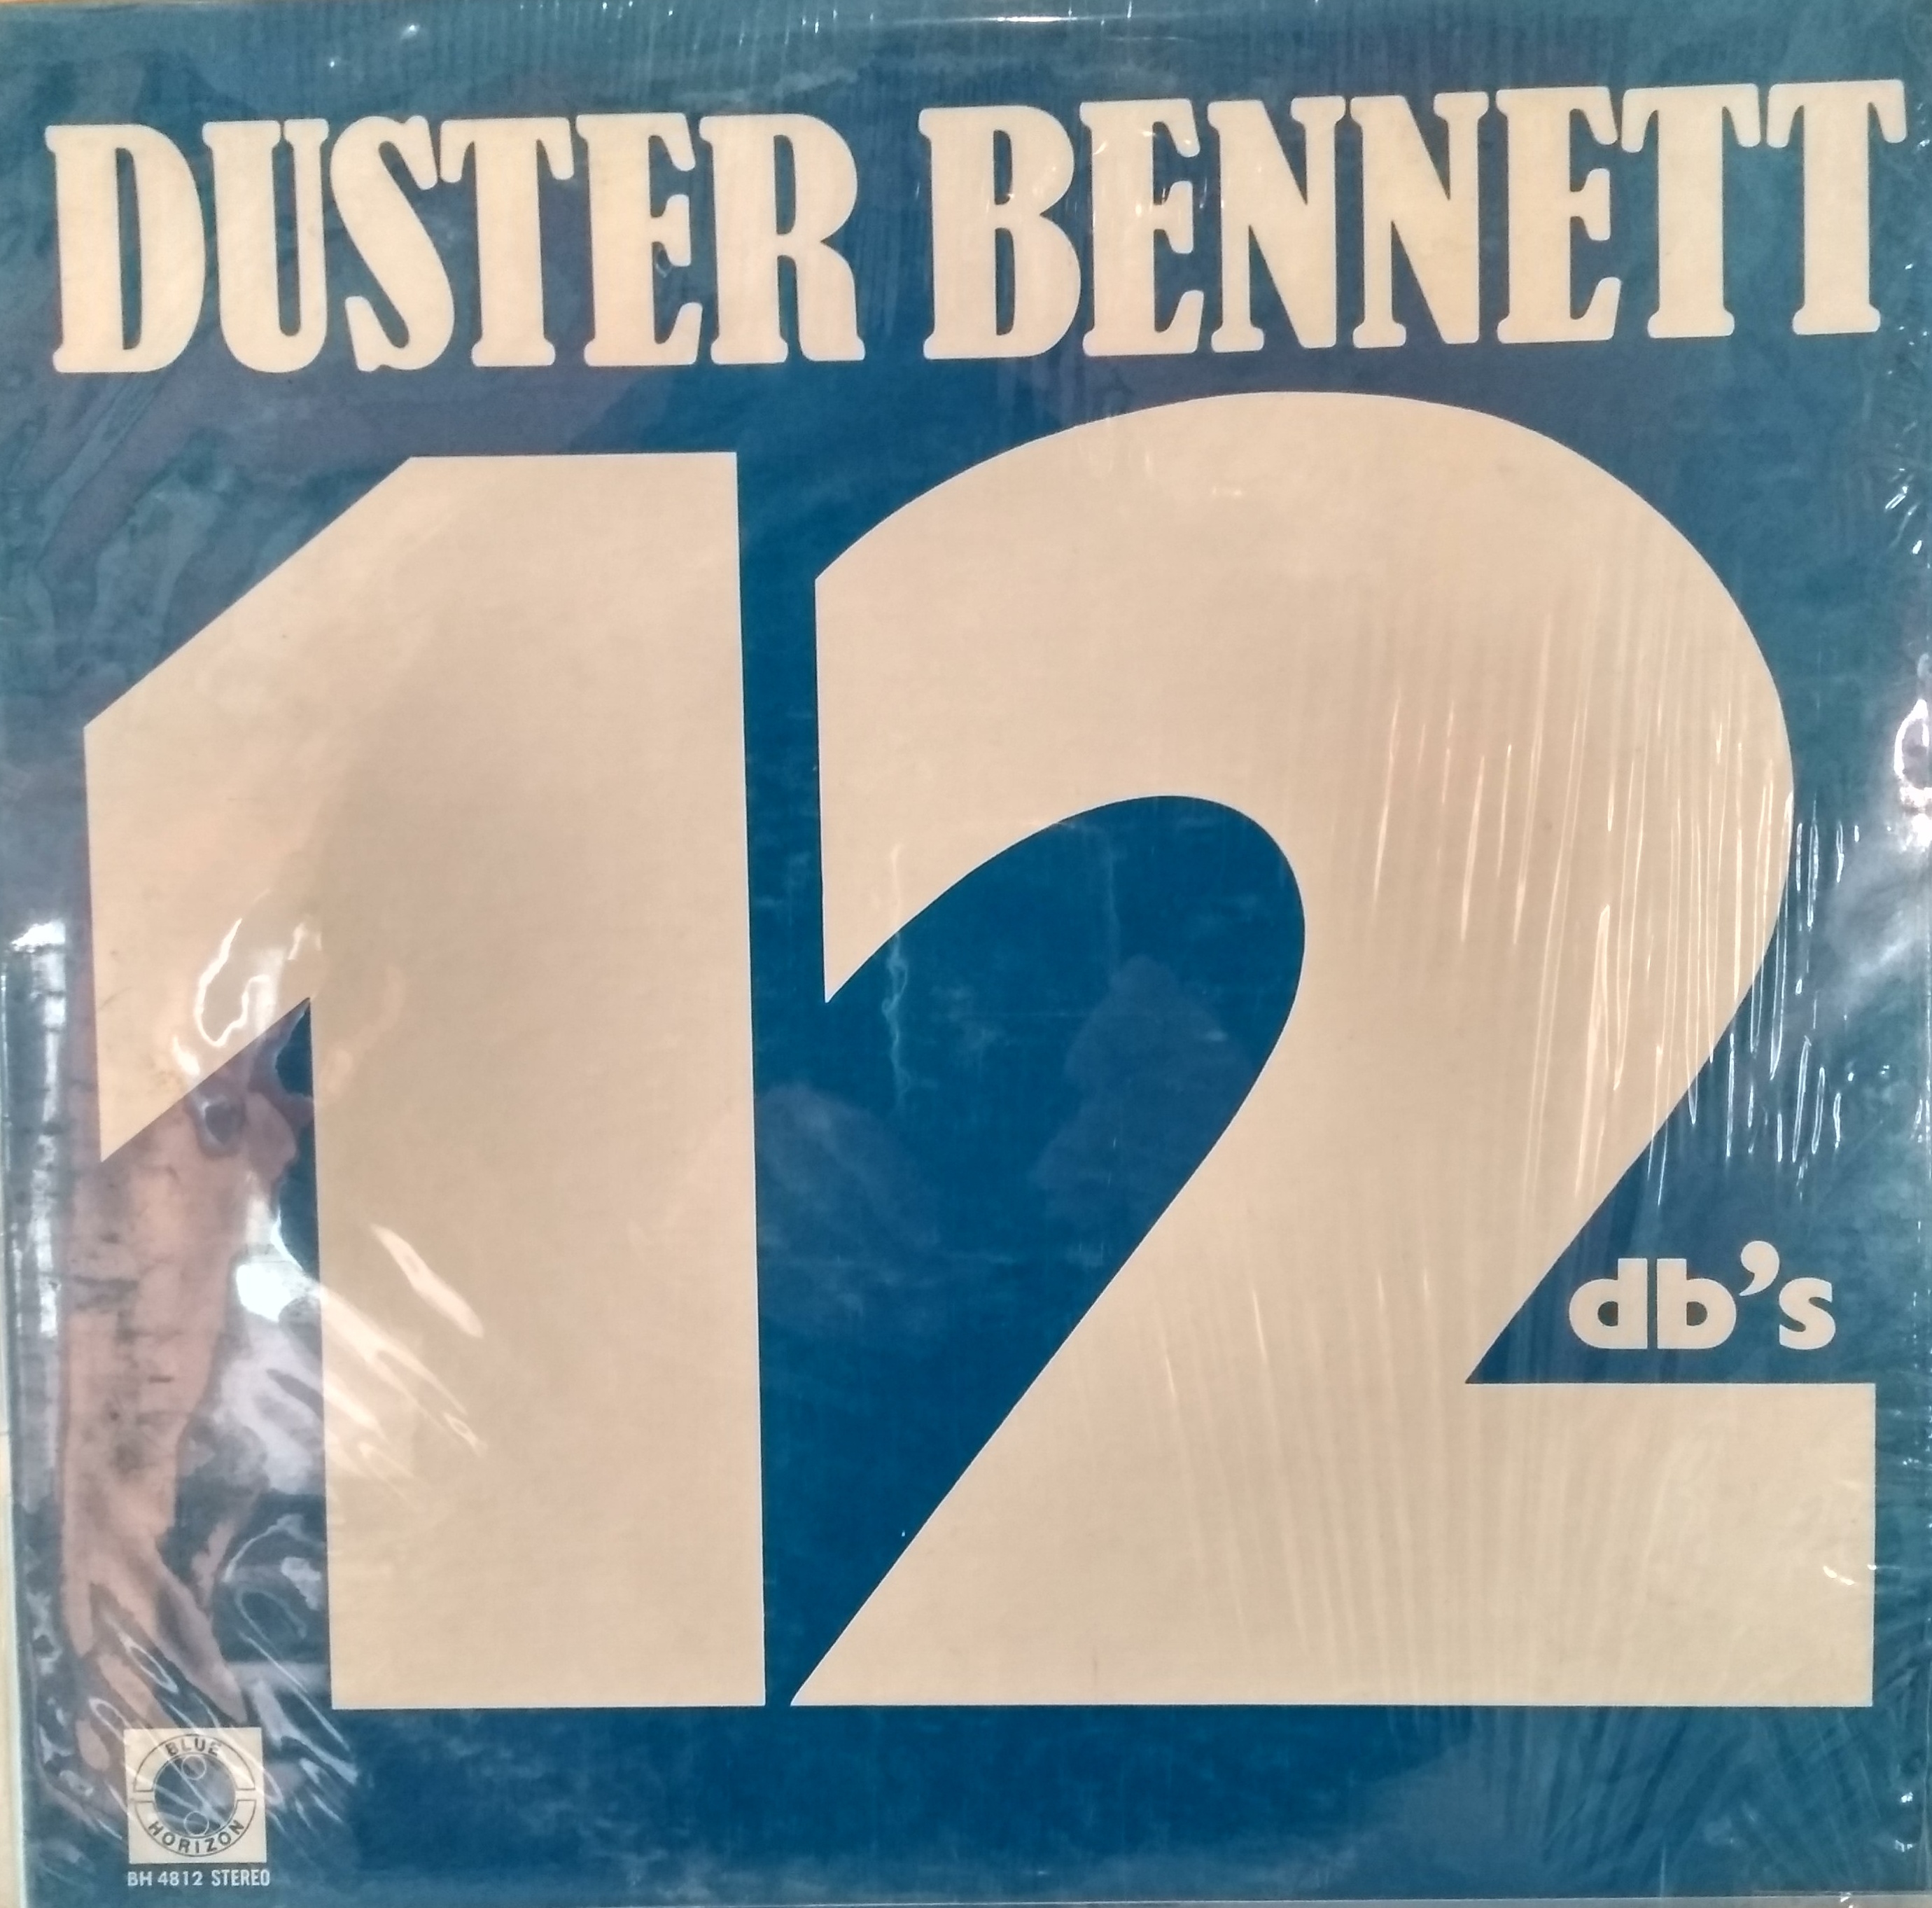 DUSTER BENNETT
12
db's
BLUE
HORIZON
BH 4812 STEREO